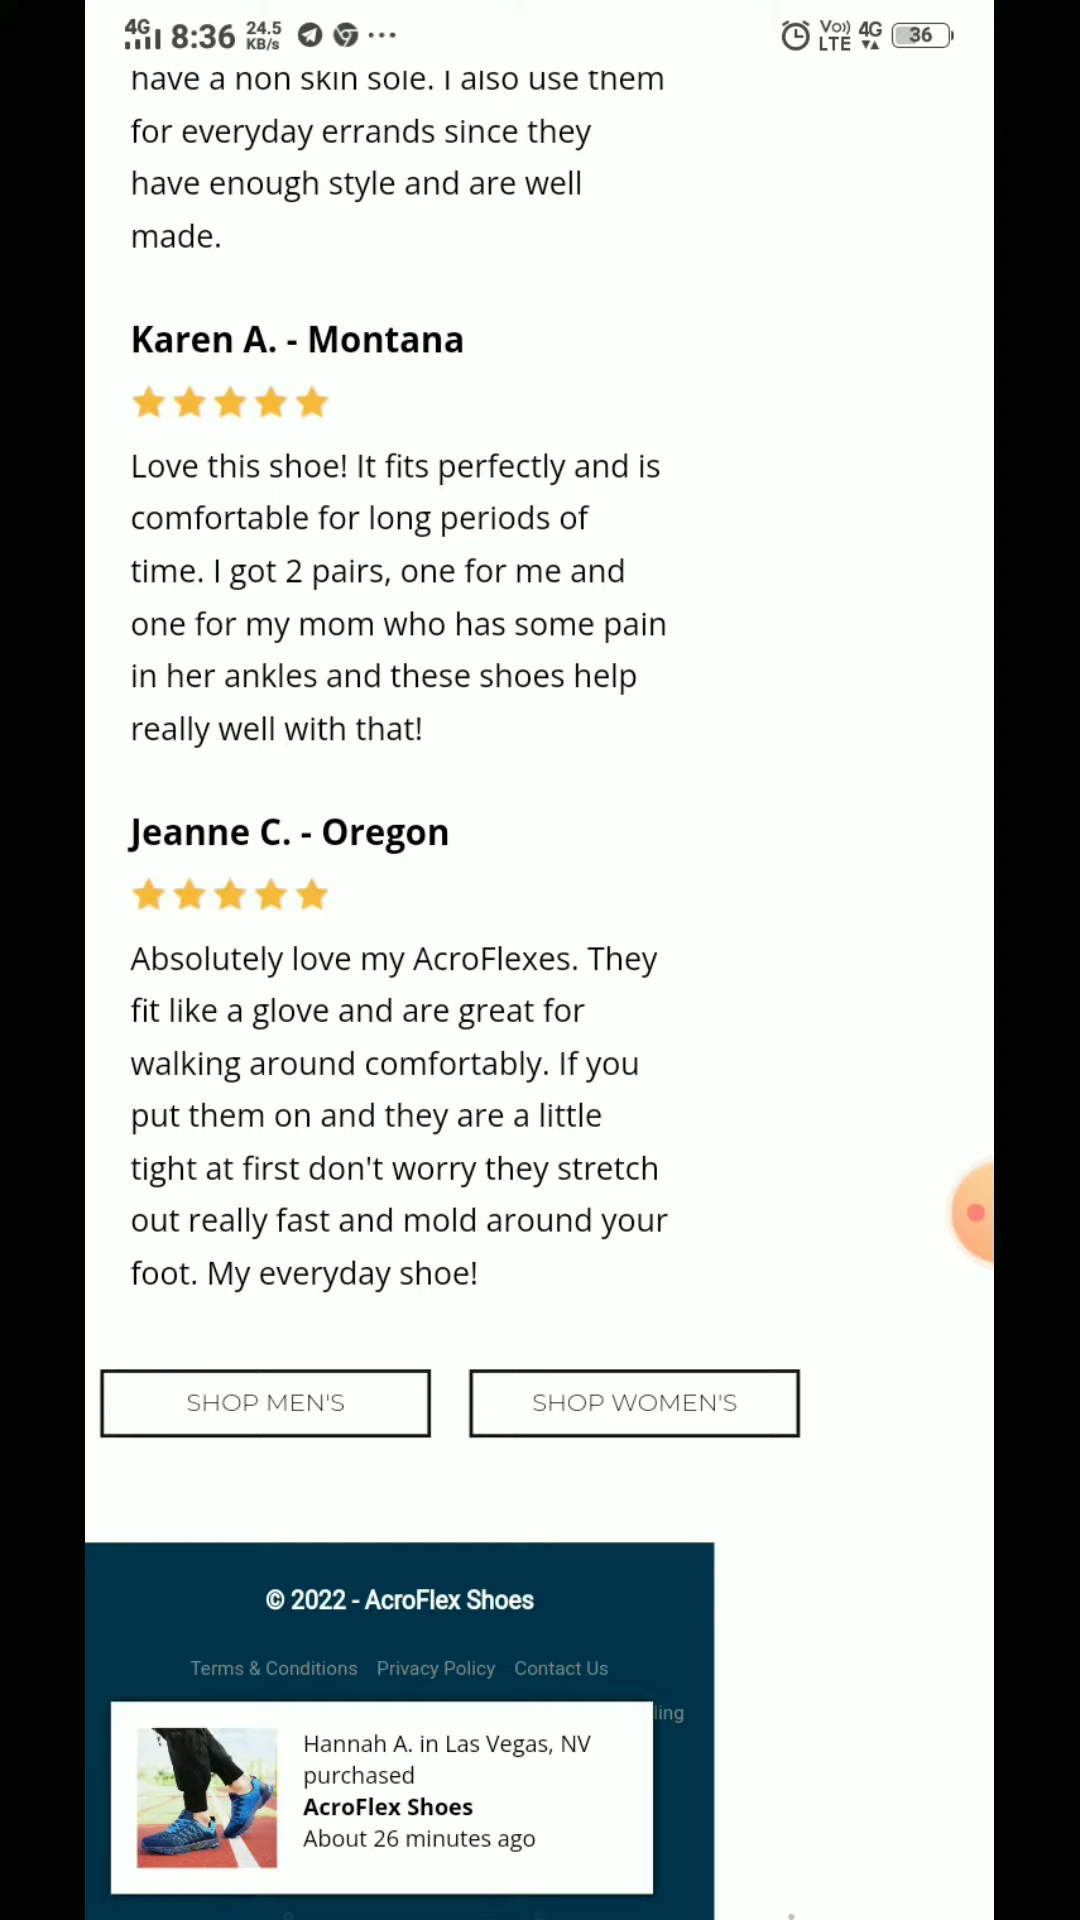 4G 8:36 24.5 KB/s ... Vo)) LTE 4G 36
have a non skin sole. I also use them
for everyday errands since they
have enough style and are well
made.
Karen A. - Montana
Love this shoe! It fits perfectly and is
comfortable for long periods of
time. I got 2 pairs, one for me and
one for my mom who has some pain
in her ankles and these shoes help
really well with that!
Jeanne C. - Oregon
Absolutely love my AcroFlexes. They
fit like a glove and are great for
walking around comfortably. If you
put them on and they are a little
tight at first don't worry they stretch
out really fast and mold around your
foot. My everyday shoe!
SHOP MEN'S SHOP WOMEN'S
© 2022 - AcroFlex Shoes
Terms & Conditions Privacy Policy Contact Us
Hannah A. in Las Vegas, NV
purchased
AcroFlex Shoes
About 26 minutes ago